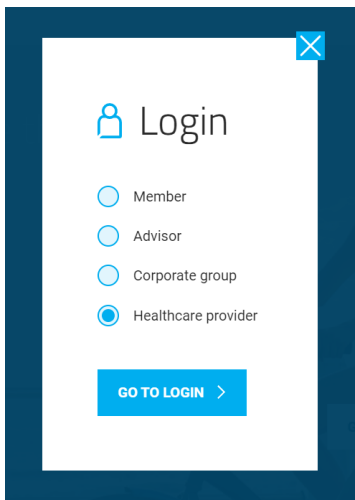 Login
Member
Advisor
Corporate group
Healthcare provider
GO TO LOGIN